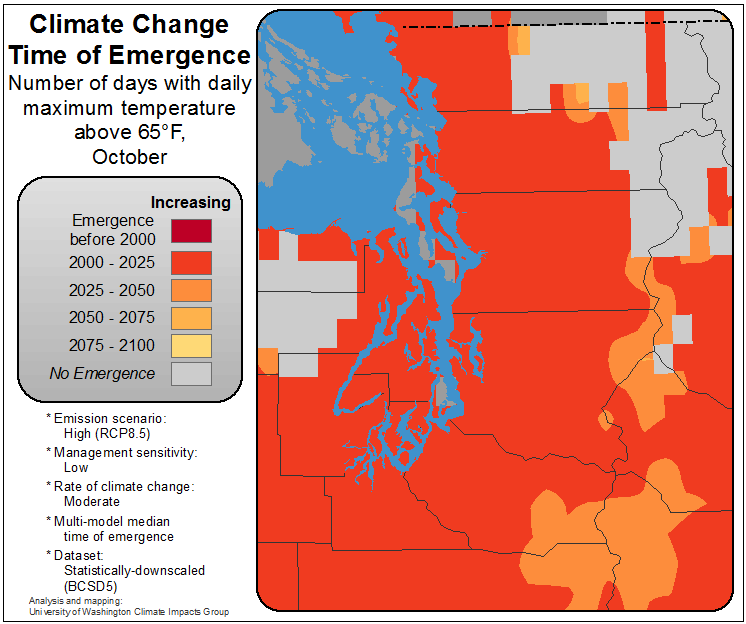 Climate Change
Time of Emergence
Number of days with daily
maximum temperature
above 65°F,
October
Increasing
Emergence
before 2000
2000 - 2025
2025 - 2050
2050 - 2075
2075 - 2100
No Emergence
* Emission scenario:
High (RCP8.5)
* Management sensitivity:
Low
* Rate of climate change:
Moderate
* Multi-model median
time of emergence
* Dataset:
Statistically-downscaled
(BCSD5)
Analysis and mapping:
University of Washington Climate Impacts Group